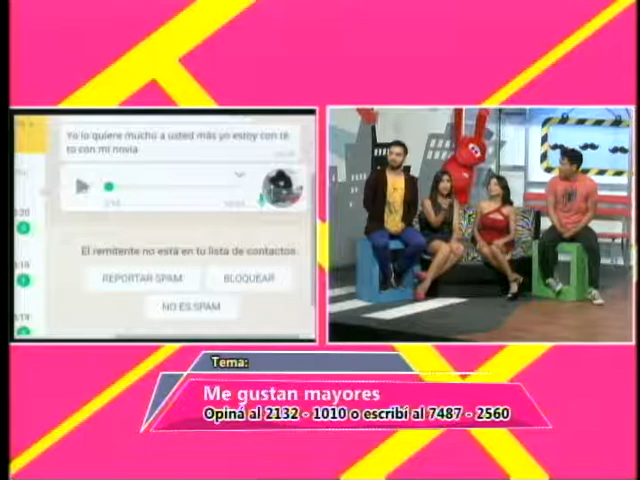 Yo lo quiere mucho a usted más yo estoy con te
to con mi novia
El remitente no está en tu lista de contactos.
REPORTAR SPAM
BLOQUEAR
NO ES SPAM
Tema:
Me gustan mayores
Opiná al 2132 - 1010 o escribí al 7487 - 2560